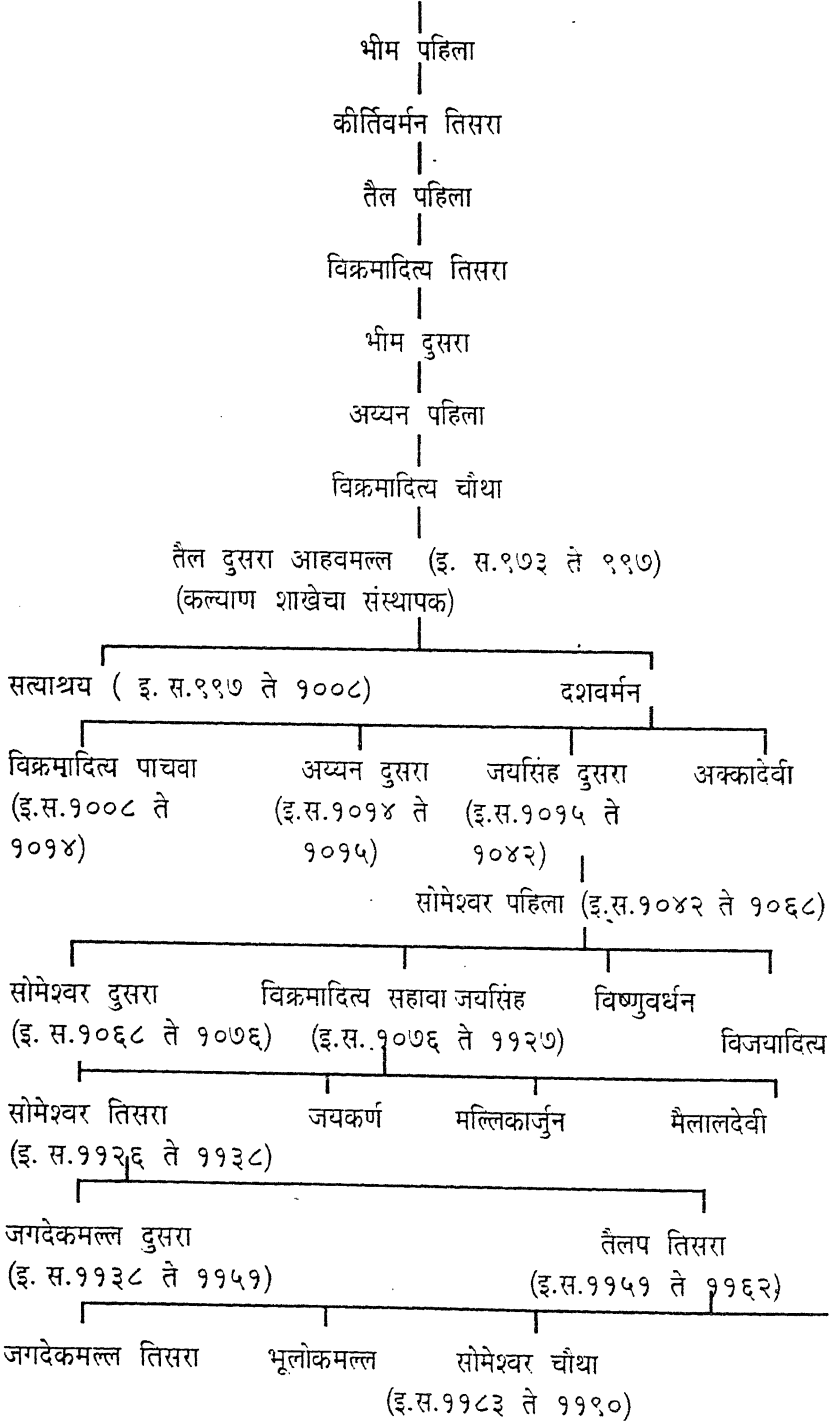 भीम पहिला
कीर्तिवर्मन तिसरा
तैल पहिला
विक्रमादित्य तिसरा
भीम दुसरा
अय्यन पहिला
विक्रमादित्य चौथा
तैल दुसरा आहवमल्ल (इ. स.९७३ ते ९९७)
(कल्याण शाखेचा संस्थापक)
सत्याश्रय ( इ. स.९९७ ते १००८) दशवर्मन
विक्रमादित्य पाचवा अय्यन दुसरा जयसिंह दुसरा अक्कादेवी
(इ.स.१००८ ते (इ.स.१०१४ ते (इ.स.१०१५ ते
१०१४) १०१५) १०४२)
सोमेश्वर पहिला (इ.स.१०४२ ते १०६८)
सोमेश्वर दुसरा विक्रमादित्य सहावा जयसिंह विष्णुवर्धन
(इ. स.१०६८ ते १०७६) (इ.स..१०७६ ते ११२७) विजयादित्य
सोमेश्वर तिसरा जयकर्ण मल्लिकार्जुन मैलालदेवी
(इ. स.११२६ ते ११३८)
जगदेकमल्ल दुसरा तैलप तिसरा
(इ. स.११३८ ते ११५१) (इ.स.११५१ ते ११६२)
जगदेकमल्ल तिसरा भूलोकमल्ल सोमेश्वर चौथा
(इ.स.११८३ ते ११९०)